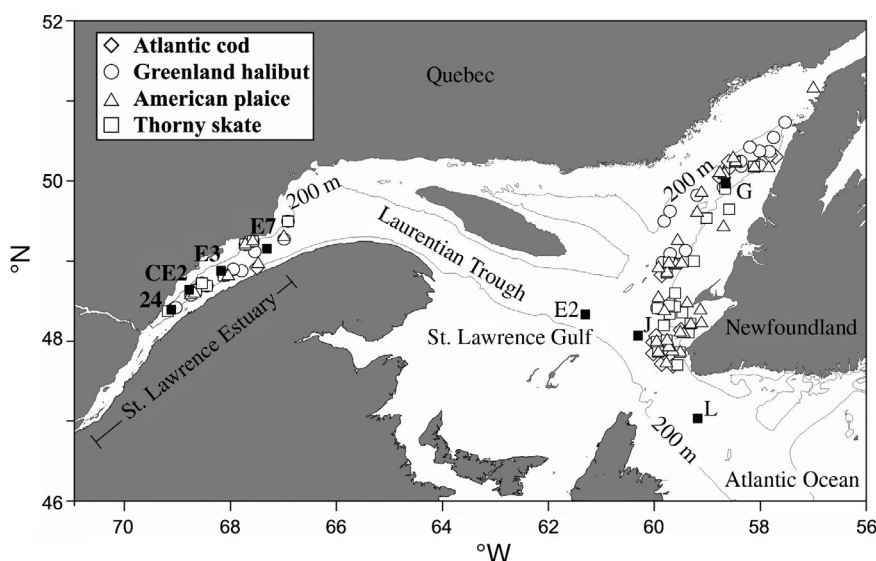 52
50
48
46
°N
Atlantic cod
Greenland halibut
American plaice
Thorny skate
Quebec
200 m
200 m
G
E7
E3
CE2
24
Laurentian
Trough
E2
J
St. Lawrence Gulf
Newfoundland
St. Lawrence Estuary
L
200 m
Atlantic Ocean
70 68 66 64 62 60 58 56
°W